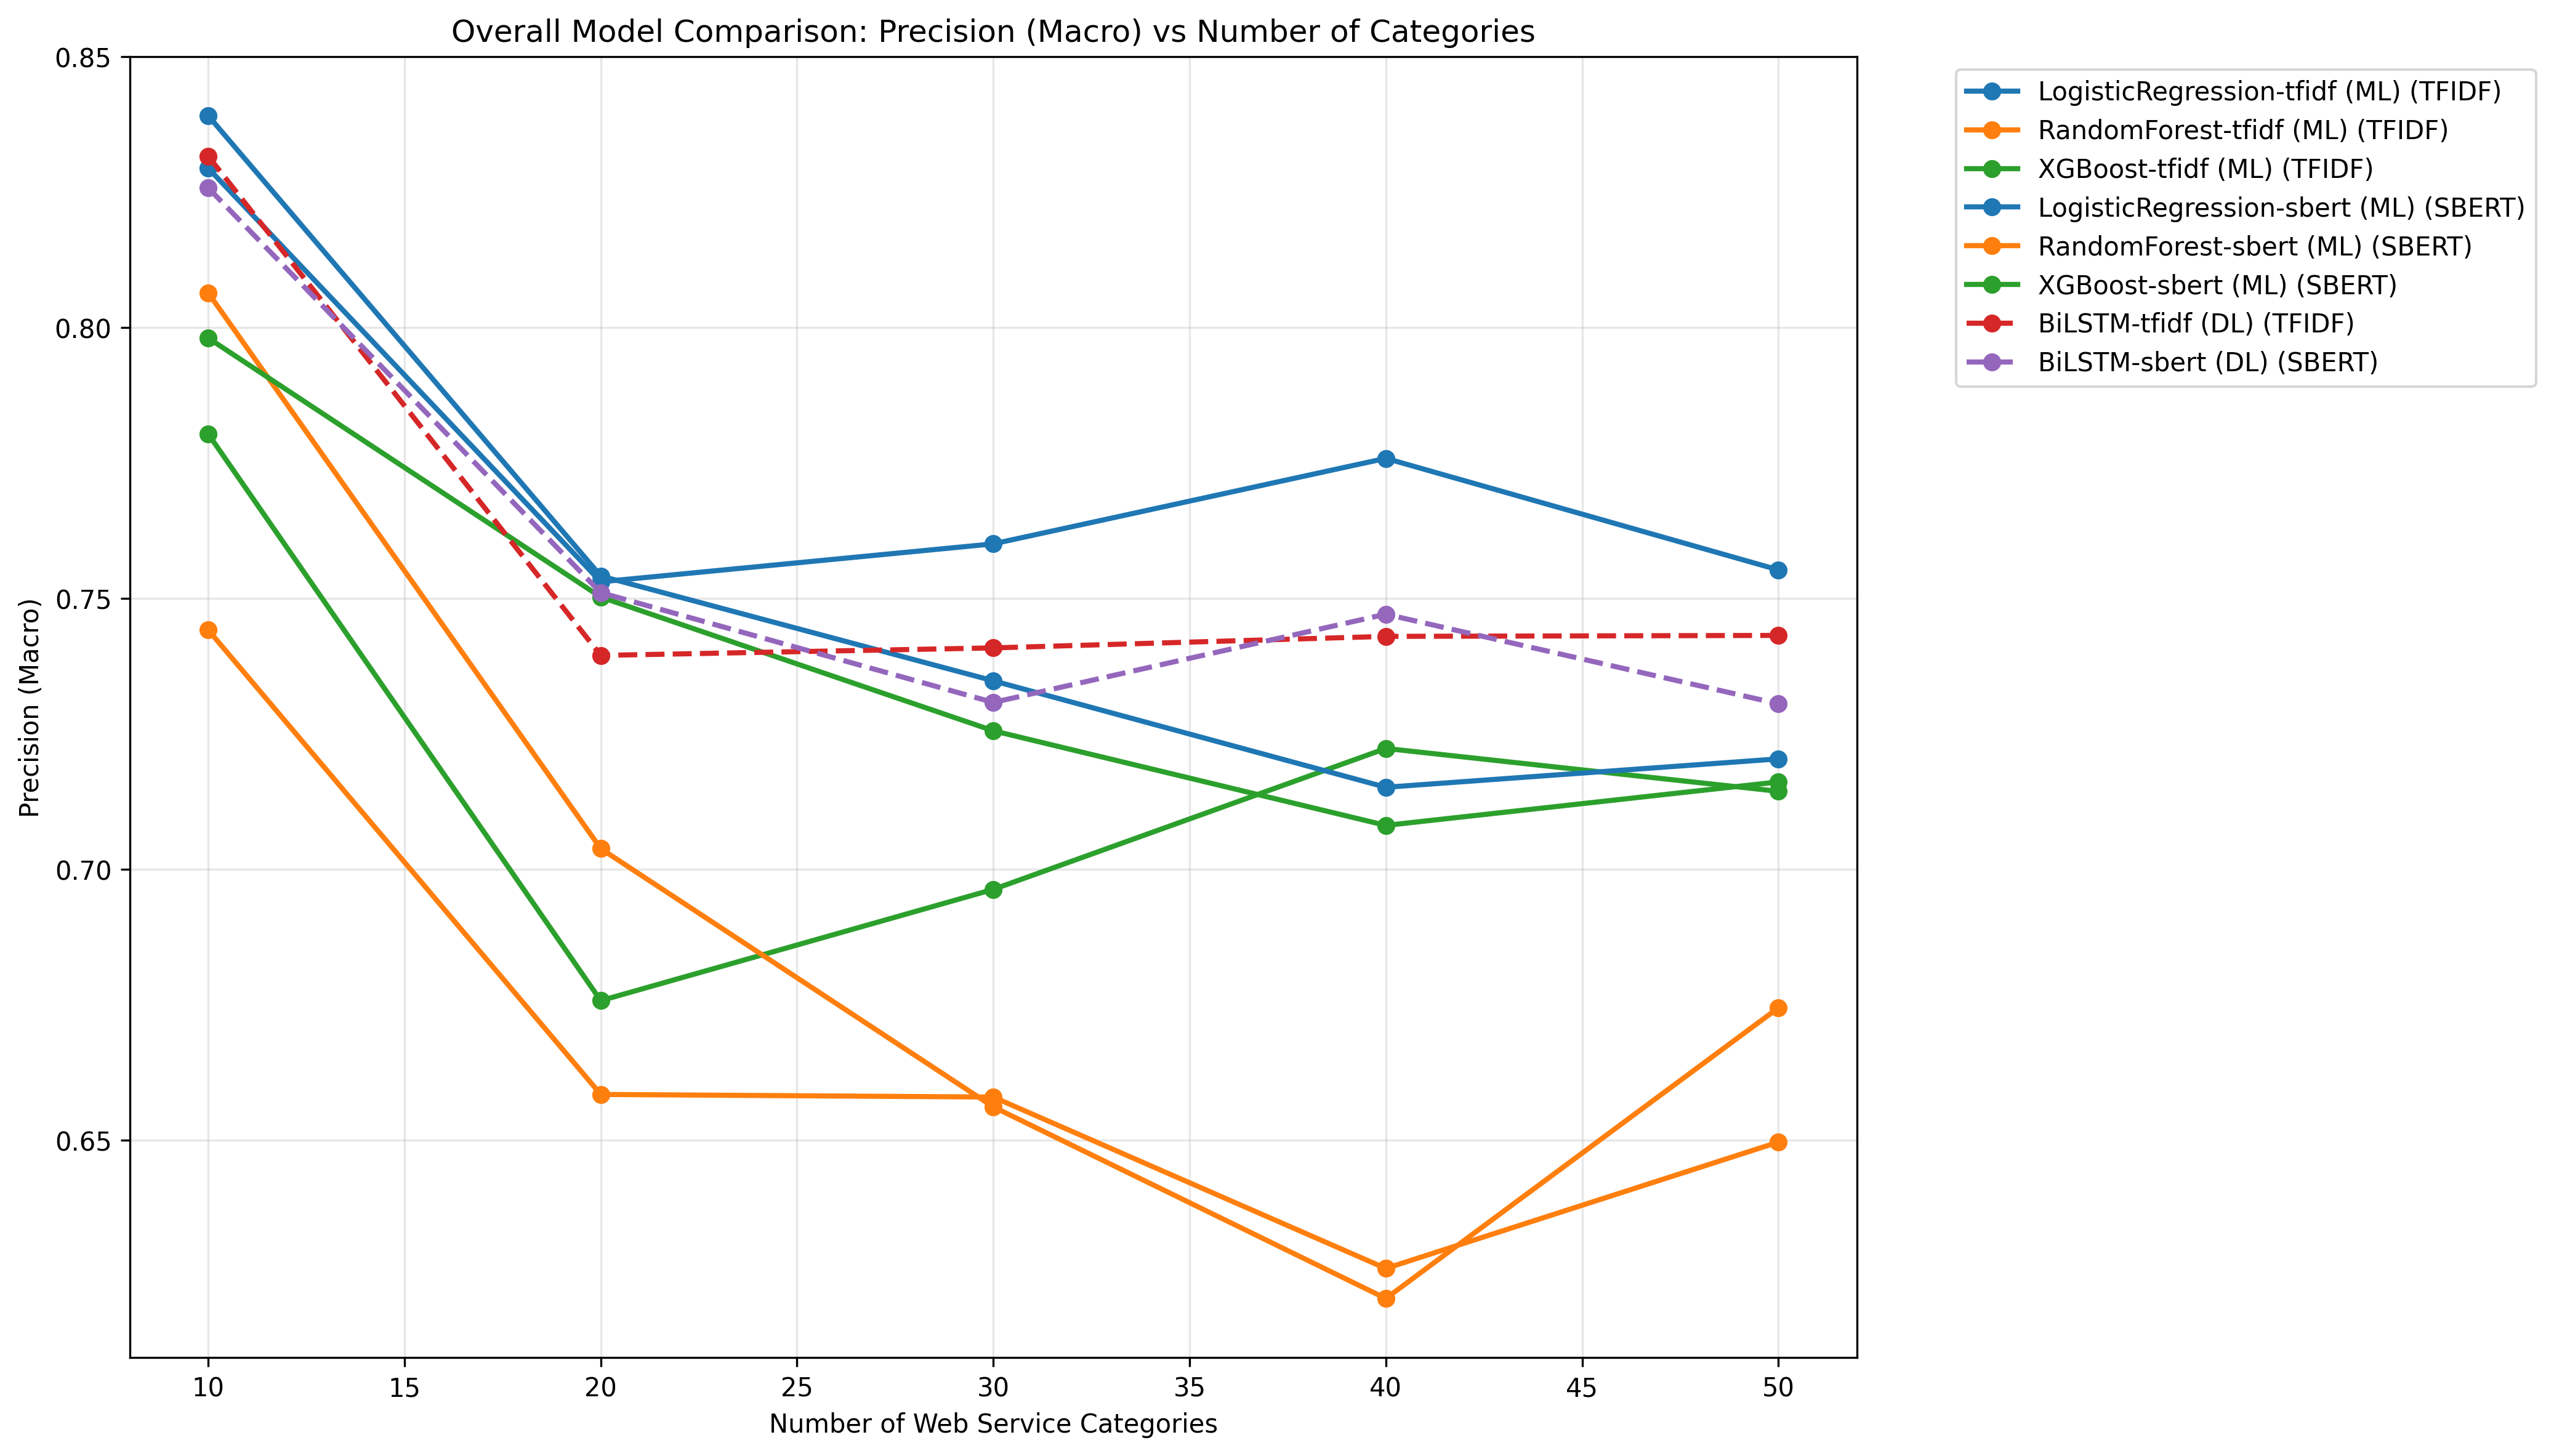 Overall Model Comparison: Precision (Macro) vs Number of Categories
0.85
0.80
0.75
0.70
0.65
Precision (Macro)
10 15 20 25 30 35 40 45 50
Number of Web Service Categories
LogisticRegression-tfidf (ML) (TFIDF)
RandomForest-tfidf (ML) (TFIDF)
XGBoost-tfidf (ML) (TFIDF)
LogisticRegression-sbert (ML) (SBERT)
RandomForest-sbert (ML) (SBERT)
XGBoost-sbert (ML) (SBERT)
BiLSTM-tfidf (DL) (TFIDF)
BiLSTM-sbert (DL) (SBERT)